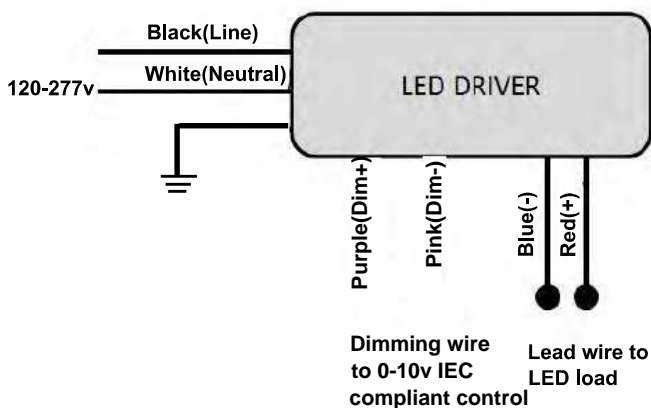 Black(Line)
120-277v
White(Neutral)
LED DRIVER
Purple(Dim+)
Pink(Dim-)
Blue(-)
Red(+)
Dimming wire
to 0-10v IEC
compliant control
Lead wire to
LED load